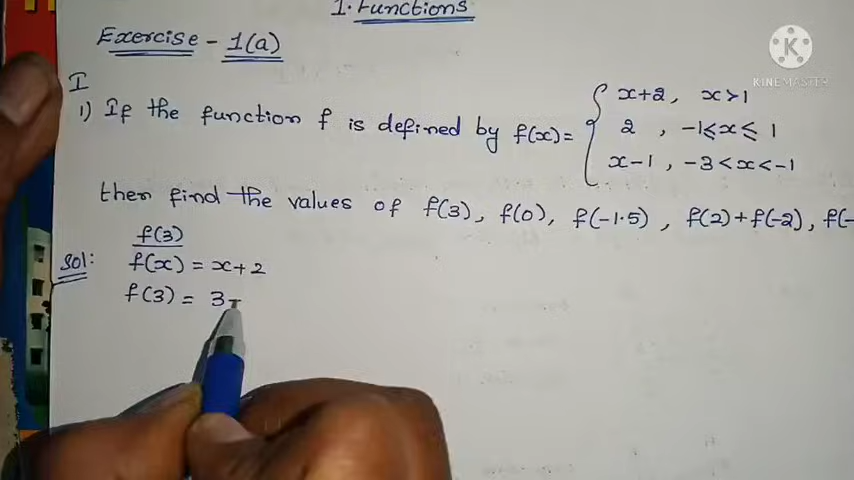 1. Functions
KINEMASTER
Exercise - 1(a)
I
1) If the function f is defined by f(x)= { x+2, x>1
2, -1≤x≤1
x-1, -3<x<-1
then find the values of f(3), f(0), f(-1.5), f(2)+f(-2), f(-
f(3)
Sol: f(x) = x+2
f(3) = 3-